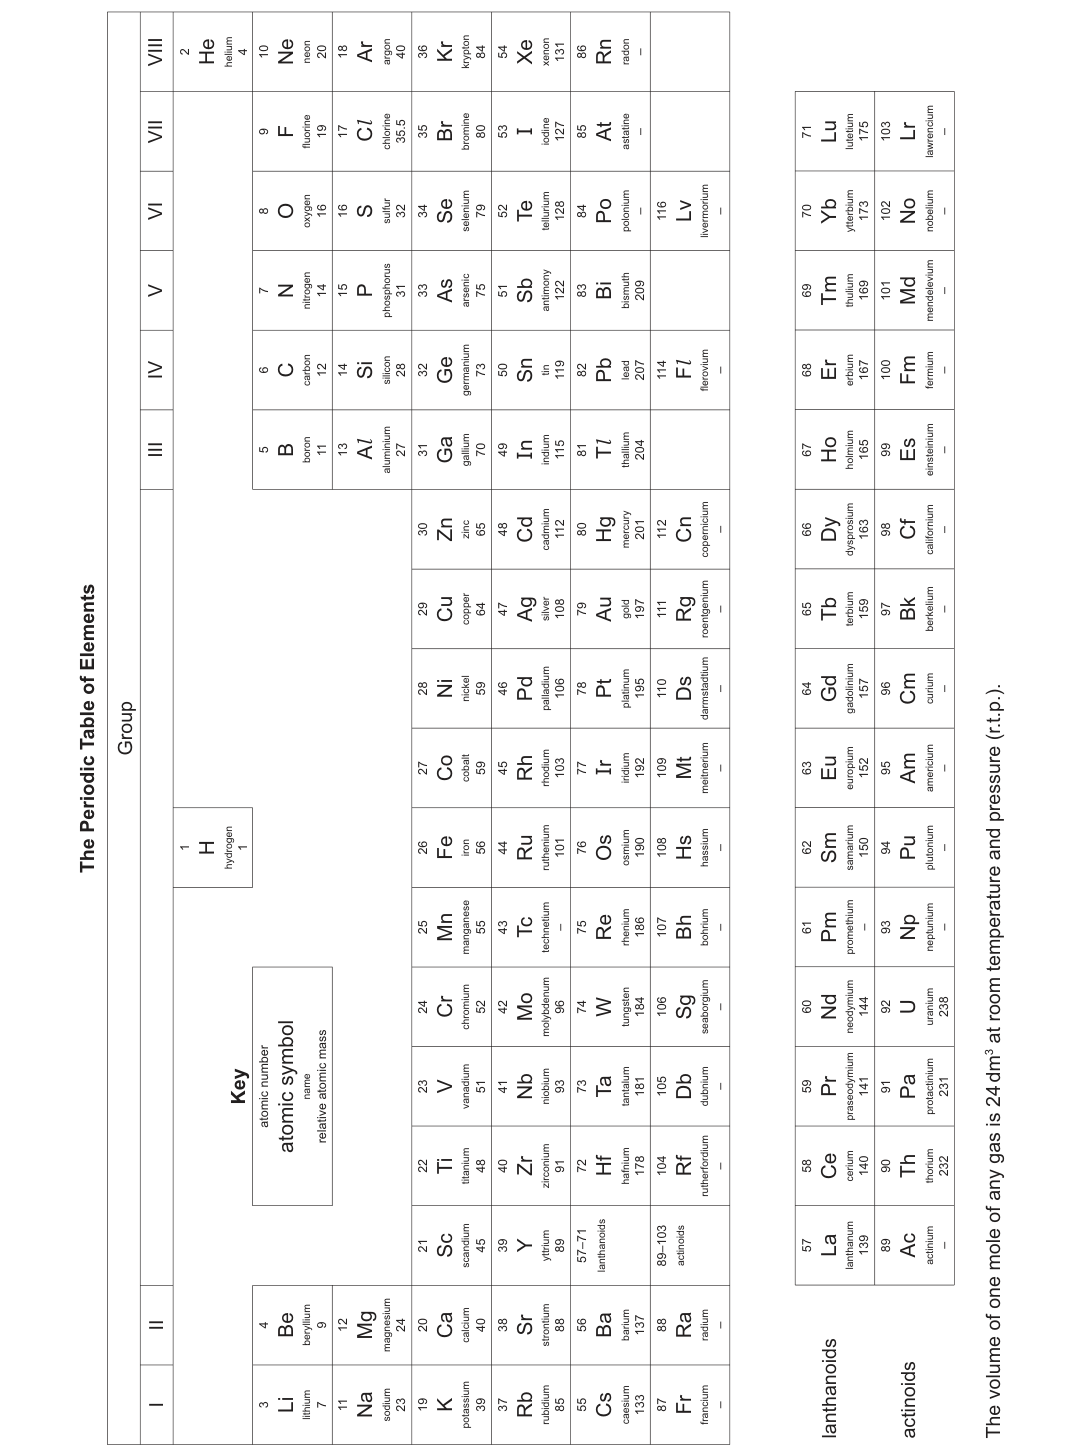 The Periodic Table of Elements
Group
I II III IV V VI VII VIII
1 2
H He
hydrogen helium
1 4
Key
atomic number
atomic symbol
name
relative atomic mass
3 4 5 6 7 8 9 10
Li Be B C N O F Ne
lithium beryllium boron carbon nitrogen oxygen fluorine neon
7 9 11 12 14 16 19 20
11 12 13 14 15 16 17 18
Na Mg Al Si P S Cl Ar
sodium magnesium aluminium silicon phosphorus sulfur chlorine argon
23 24 27 28 31 32 35.5 40
19 20 21 22 23 24 25 26 27 28 29 30 31 32 33 34 35 36
K Ca Sc Ti V Cr Mn Fe Co Ni Cu Zn Ga Ge As Se Br Kr
potassium calcium scandium titanium vanadium chromium manganese iron cobalt nickel copper zinc gallium germanium arsenic selenium bromine krypton
39 40 45 48 51 52 55 56 59 59 64 65 70 73 75 79 80 84
37 38 39 40 41 42 43 44 45 46 47 48 49 50 51 52 53 54
Rb Sr Y Zr Nb Mo Tc Ru Rh Pd Ag Cd In Sn Sb Te I Xe
rubidium strontium yttrium zirconium niobium molybdenum technetium ruthenium rhodium palladium silver cadmium indium tin antimony tellurium iodine xenon
85 88 89 91 93 96 – 101 103 106 108 112 115 119 122 128 127 131
55 56 57–71 72 73 74 75 76 77 78 79 80 81 82 83 84 85 86
Cs Ba lanthanoids Hf Ta W Re Os Ir Pt Au Hg Tl Pb Bi Po At Rn
caesium barium hafnium tantalum tungsten rhenium osmium iridium platinum gold mercury thallium lead bismuth polonium astatine radon
133 137 178 181 184 186 190 192 195 197 201 204 207 209 – – –
87 88 89–103 104 105 106 107 108 109 110 111 112 114 116
Fr Ra actinoids Rf Db Sg Bh Hs Mt Ds Rg Cn Fl Lv
francium radium rutherfordium dubnium seaborgium bohrium hassium meitnerium darmstadtium roentgenium copernicium flerovium livermorium
– – – – – – – – – – – – –
57 58 59 60 61 62 63 64 65 66 67 68 69 70 71
lanthanoids La Ce Pr Nd Pm Sm Eu Gd Tb Dy Ho Er Tm Yb Lu
lanthanum cerium praseodymium neodymium promethium samarium europium gadolinium terbium dysprosium holmium erbium thulium ytterbium lutetium
139 140 141 144 – 150 152 157 159 163 165 167 169 173 175
89 90 91 92 93 94 95 96 97 98 99 100 101 102 103
actinoids Ac Th Pa U Np Pu Am Cm Bk Cf Es Fm Md No Lr
actinium thorium protactinium uranium neptunium plutonium americium curium berkelium californium einsteinium fermium mendelevium nobelium lawrencium
– 232 231 238 – – – – – – – – – – –
The volume of one mole of any gas is 24 dm³ at room temperature and pressure (r.t.p.).